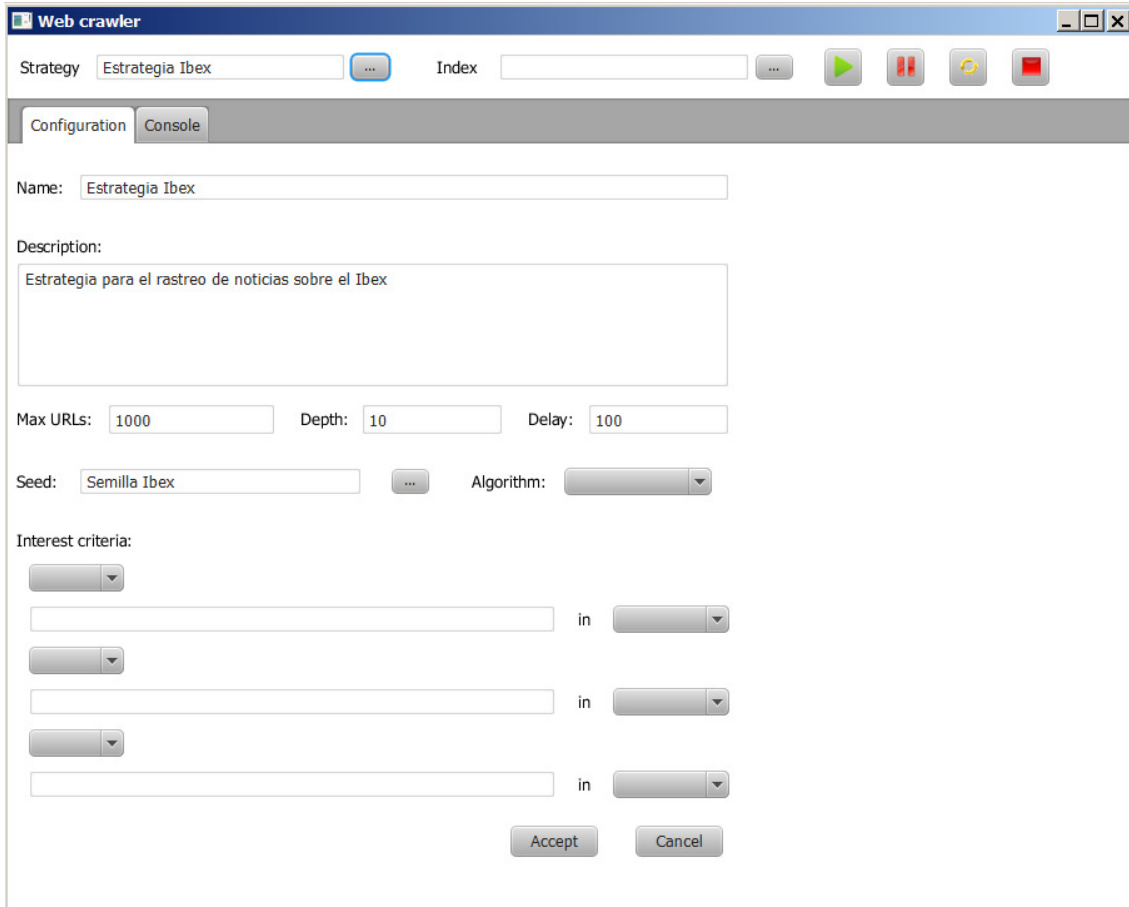 Web crawler
Strategy Estrategia Ibex ... Index ...
Configuration Console
Name: Estrategia Ibex
Description:
Estrategia para el rastreo de noticias sobre el Ibex
Max URLs: 1000 Depth: 10 Delay: 100
Seed: Semilla Ibex ... Algorithm:
Interest criteria:
in
in
in
Accept Cancel